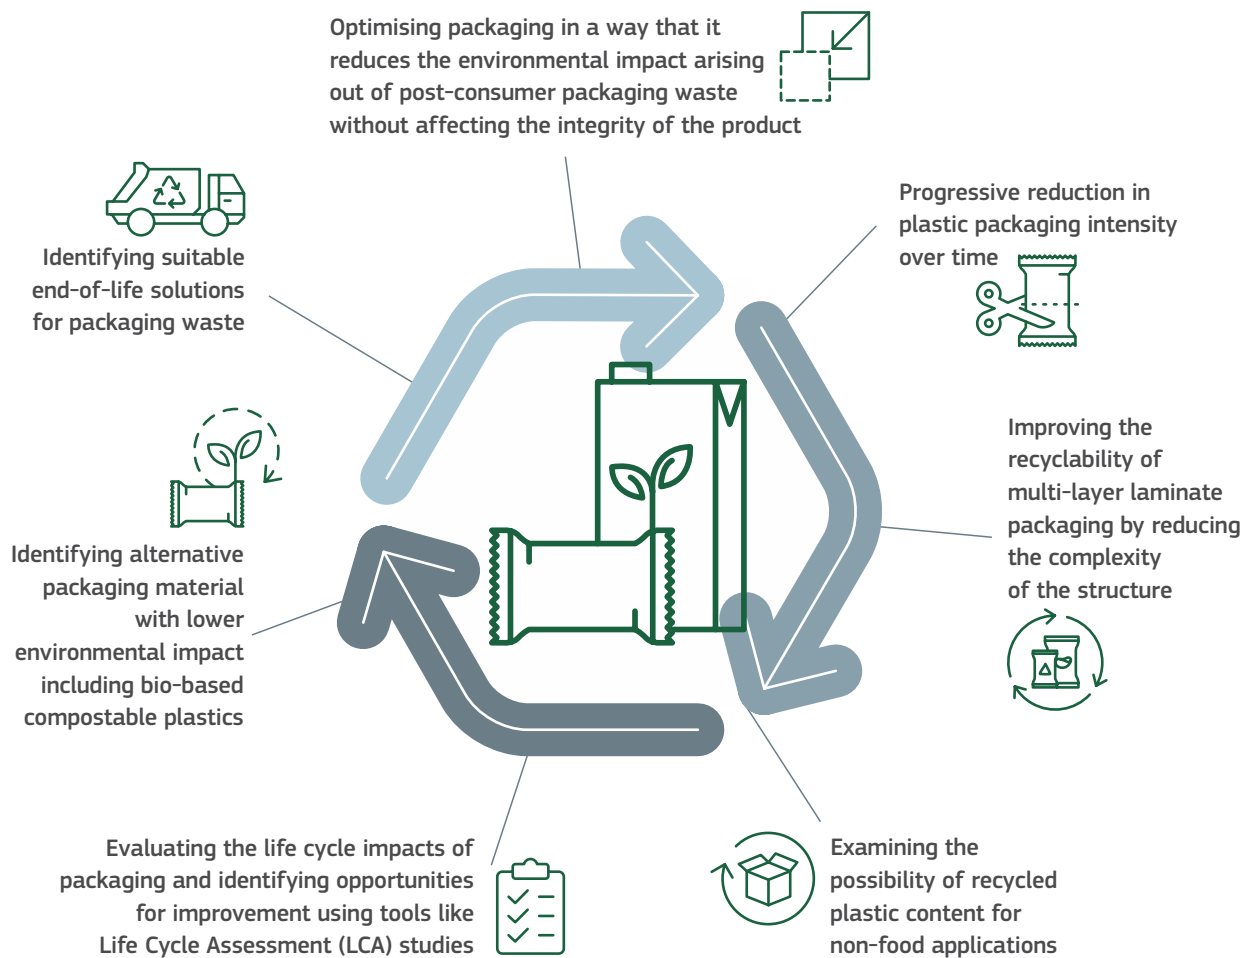 Optimising packaging in a way that it
reduces the environmental impact arising
out of post-consumer packaging waste
without affecting the integrity of the product
Progressive reduction in
plastic packaging intensity
over time
Improving the
recyclability of
multi-layer laminate
packaging by reducing
the complexity
of the structure
Examining the
possibility of recycled
plastic content for
non-food applications
Evaluating the life cycle impacts of
packaging and identifying opportunities
for improvement using tools like
Life Cycle Assessment (LCA) studies
Identifying alternative
packaging material
with lower
environmental impact
including bio-based
compostable plastics
Identifying suitable
end-of-life solutions
for packaging waste